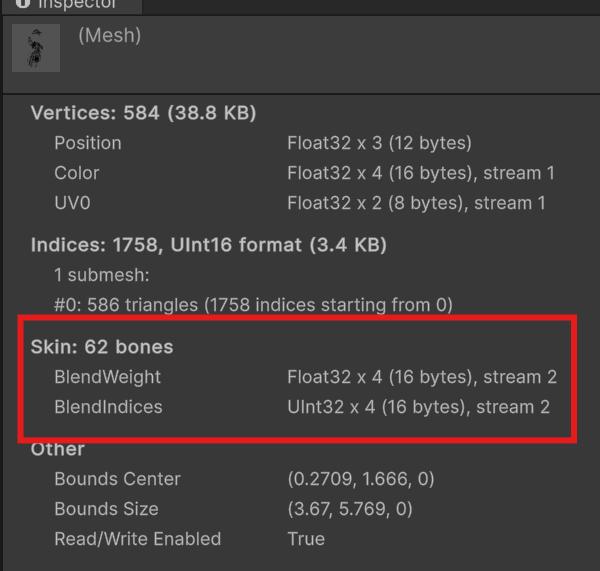 Inspector
(Mesh)
Vertices: 584 (38.8 KB)
Position Float32 x 3 (12 bytes)
Color Float32 x 4 (16 bytes), stream 1
UV0 Float32 x 2 (8 bytes), stream 1
Indices: 1758, UInt16 format (3.4 KB)
1 submesh:
#0: 586 triangles (1758 indices starting from 0)
Skin: 62 bones
BlendWeight Float32 x 4 (16 bytes), stream 2
BlendIndices UInt32 x 4 (16 bytes), stream 2
Other
Bounds Center (0.2709, 1.666, 0)
Bounds Size (3.67, 5.769, 0)
Read/Write Enabled True